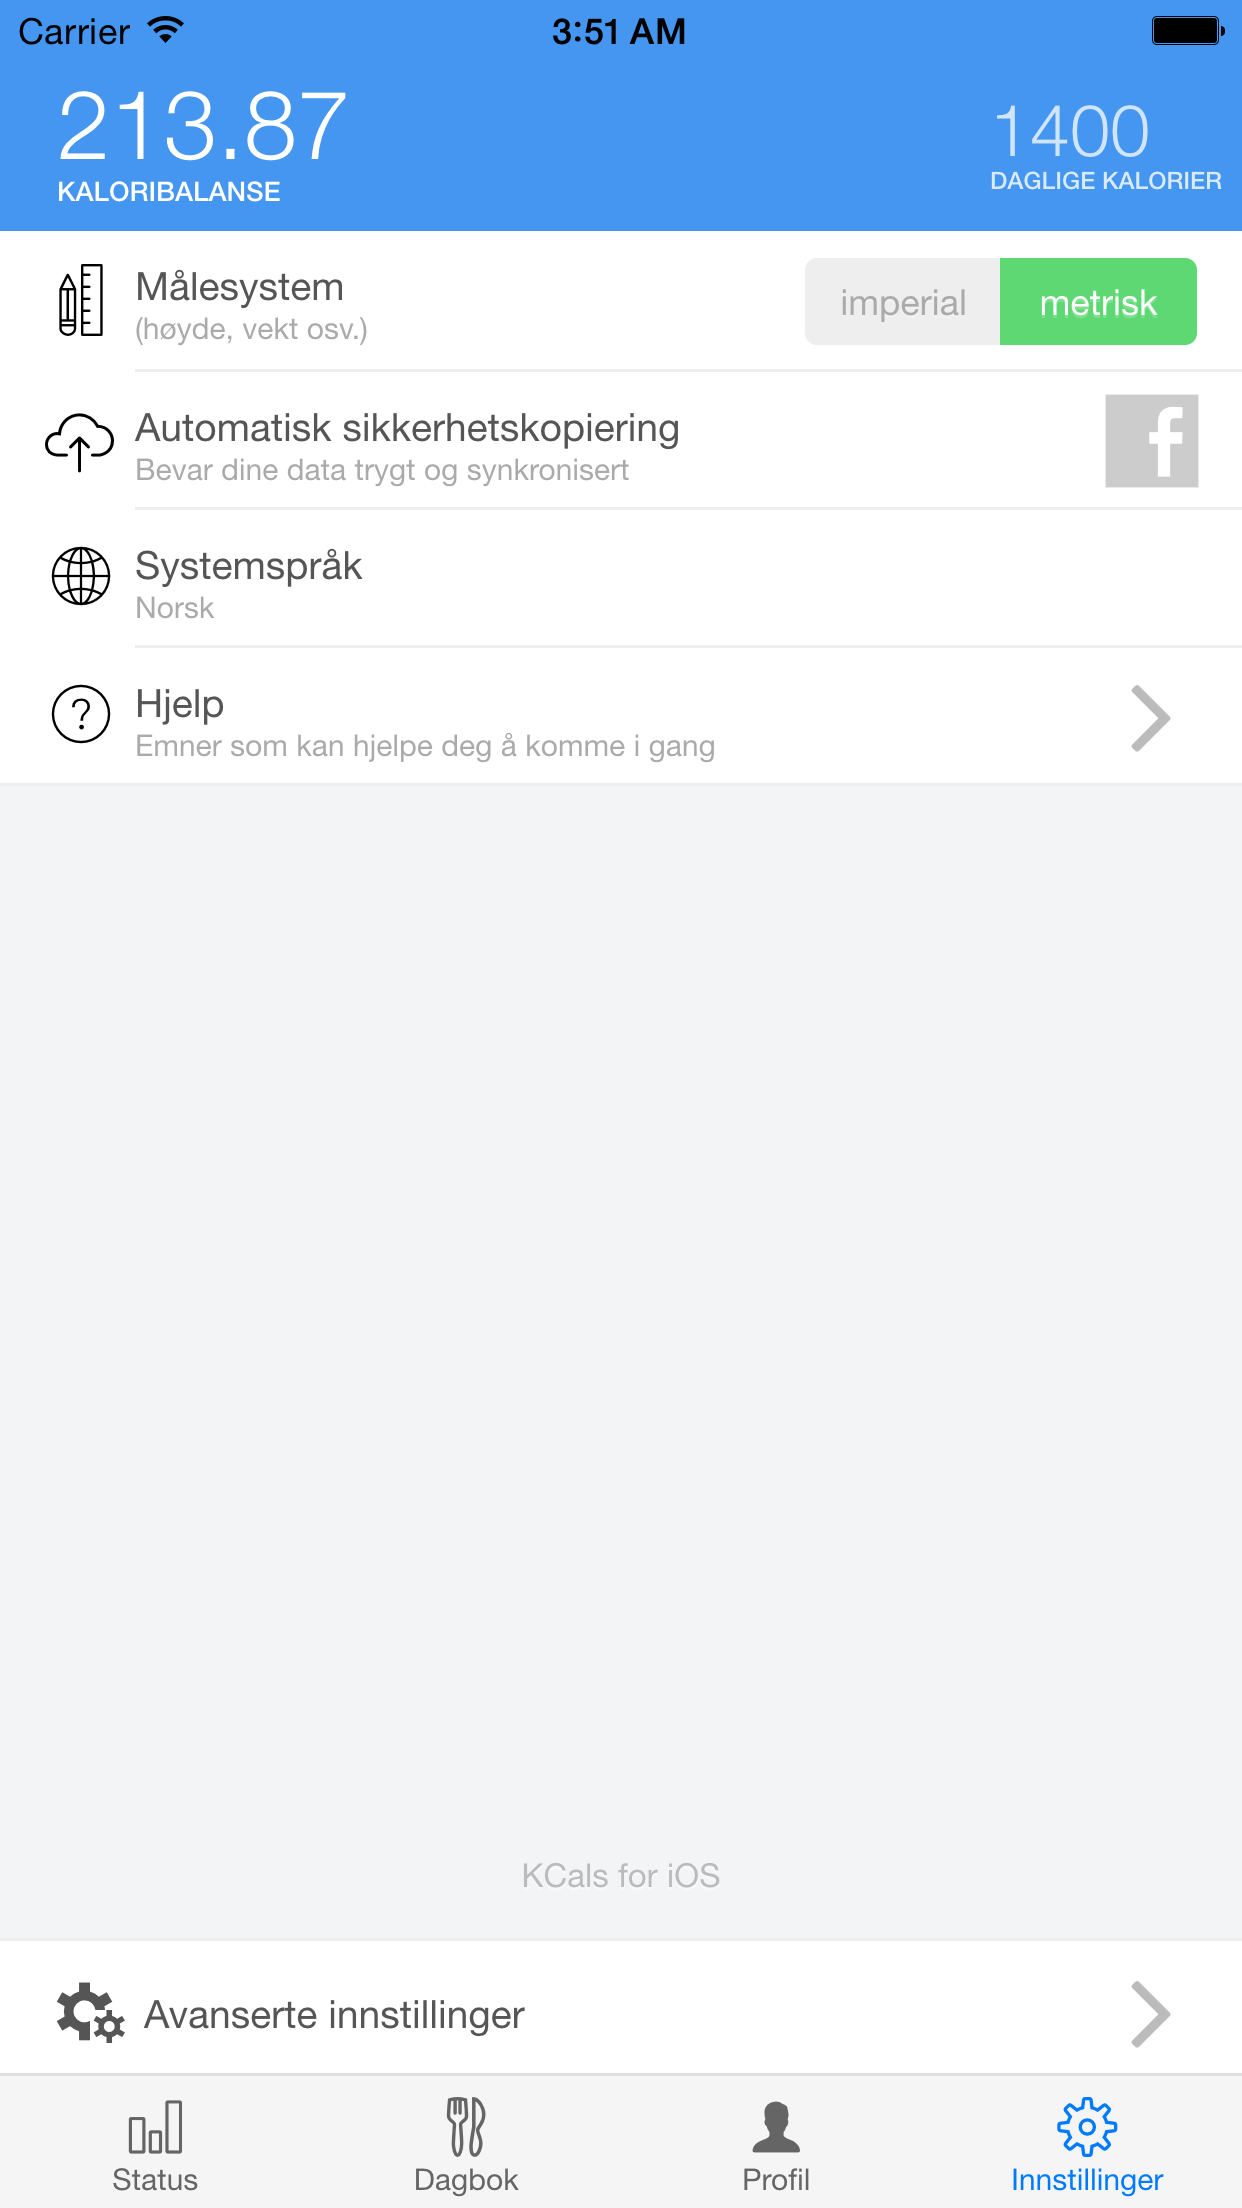 Carrier 3:51 AM
213.87
KALORIBALANSE
1400
DAGLIGE KALORIER
Målesystem
(høyde, vekt osv.)
imperial metrisk
Automatisk sikkerhetskopiering
Bevar dine data trygt og synkronisert
f
Systemspråk
Norsk
?
Hjelp
Emner som kan hjelpe deg å komme i gang
KCals for iOS
Avanserte innstillinger
Status Dagbok Profil Innstillinger